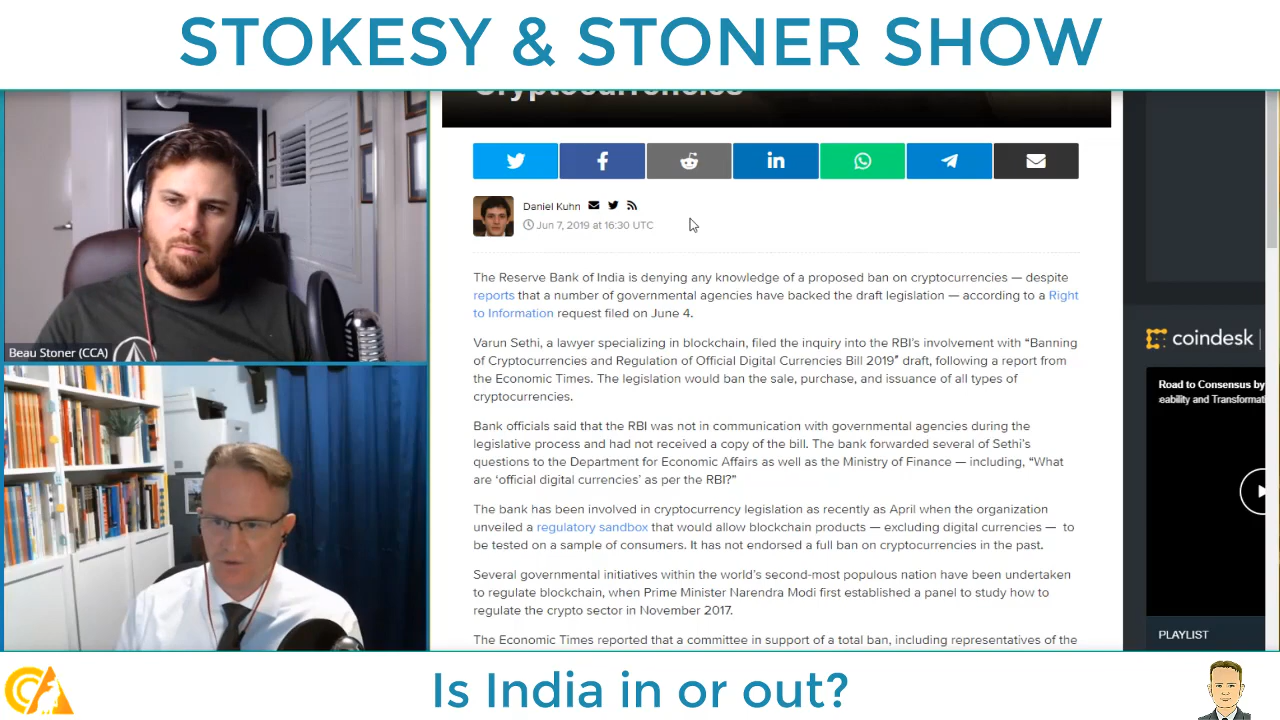 STOKESY & STONER SHOW
Cryptocurrencies
Daniel Kuhn
Jun 7, 2019 at 16:30 UTC
The Reserve Bank of India is denying any knowledge of a proposed ban on cryptocurrencies — despite
reports that a number of governmental agencies have backed the draft legislation — according to a Right
to Information request filed on June 4.
Varun Sethi, a lawyer specializing in blockchain, filed the inquiry into the RBI's involvement with “Banning
of Cryptocurrencies and Regulation of Official Digital Currencies Bill 2019″ draft, following a report from
the Economic Times. The legislation would ban the sale, purchase, and issuance of all types of
cryptocurrencies.
Bank officials said that the RBI was not in communication with governmental agencies during the
legislative process and had not received a copy of the bill. The bank forwarded several of Sethi's
questions to the Department for Economic Affairs as well as the Ministry of Finance — including, “What
are ‘official digital currencies’ as per the RBI?”
The bank has been involved in cryptocurrency legislation as recently as April when the organization
unveiled a regulatory sandbox that would allow blockchain products — excluding digital currencies — to
be tested on a sample of consumers. It has not endorsed a full ban on cryptocurrencies in the past.
Several governmental initiatives within the world's second-most populous nation have been undertaken
to regulate blockchain, when Prime Minister Narendra Modi first established a panel to study how to
regulate the crypto sector in November 2017.
The Economic Times reported that a committee in support of a total ban, including representatives of the
coindesk
Road to Consensus by
eability and Transformat
PLAYLIST
Beau Stoner (CCA)
Is India in or out?